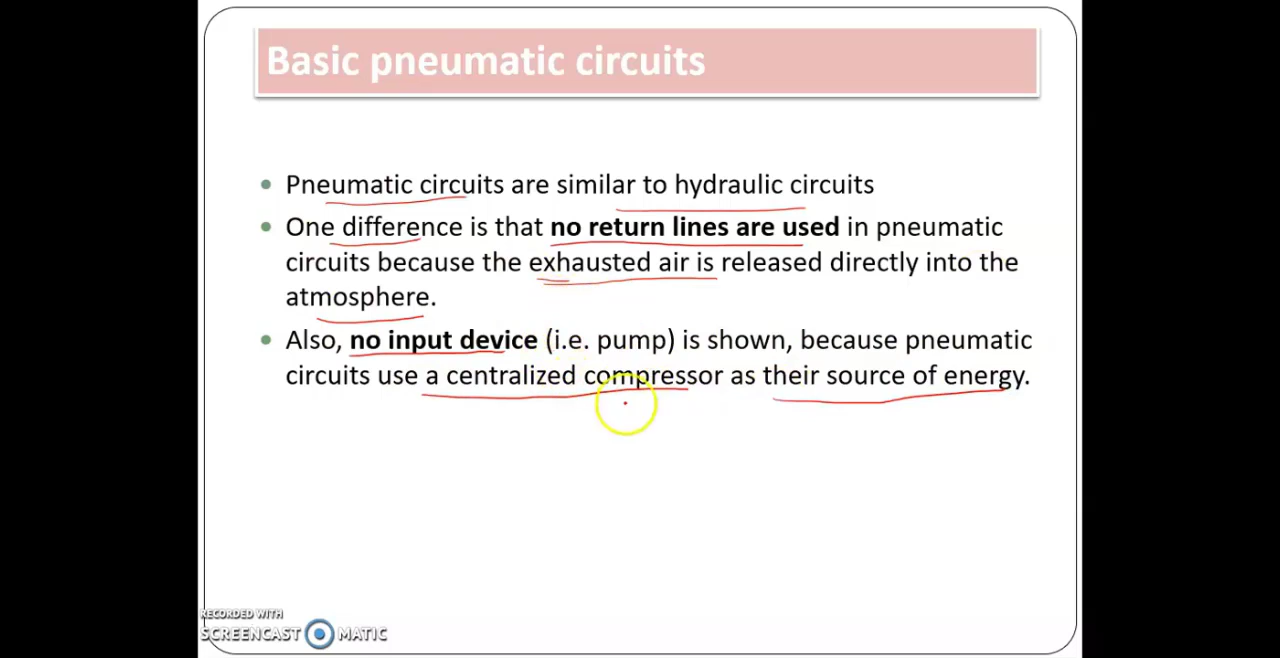 Basic pneumatic circuits
• Pneumatic circuits are similar to hydraulic circuits
• One difference is that no return lines are used in pneumatic
circuits because the exhausted air is released directly into the
atmosphere.
• Also, no input device (i.e. pump) is shown, because pneumatic
circuits use a centralized compressor as their source of energy.
RECORDED WITH
SCREENCAST MATIC